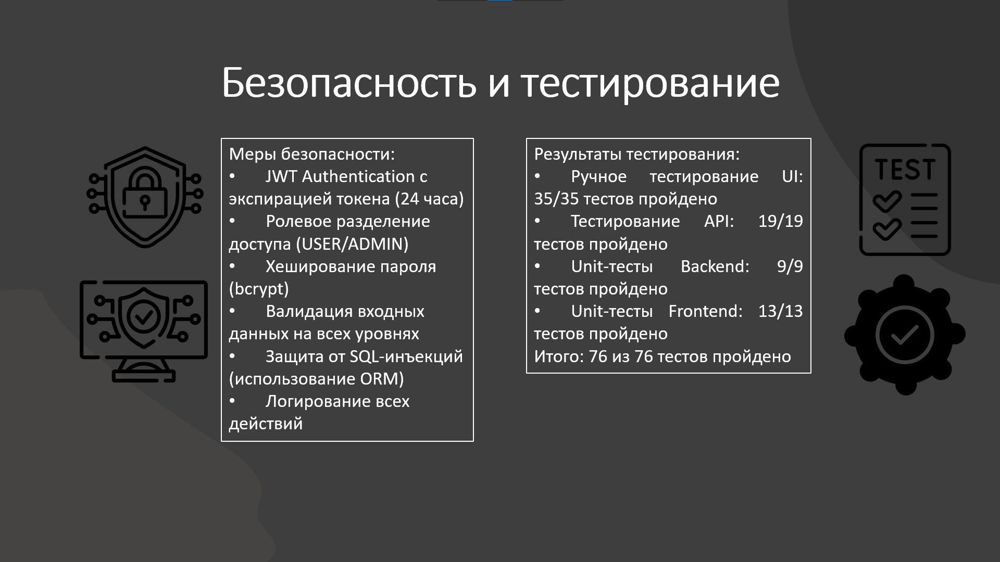 Безопасность и тестирование
Меры безопасности:
• JWT Authentication с
экспирацией токена (24 часа)
• Ролевое разделение
доступа (USER/ADMIN)
• Хеширование пароля
(bcrypt)
• Валидация входных
данных на всех уровнях
• Защита от SQL-инъекций
(использование ORM)
• Логирование всех
действий
Результаты тестирования:
• Ручное тестирование UI:
35/35 тестов пройдено
• Тестирование API: 19/19
тестов пройдено
• Unit-тесты Backend: 9/9
тестов пройдено
• Unit-тесты Frontend: 13/13
тестов пройдено
Итого: 76 из 76 тестов пройдено
TEST